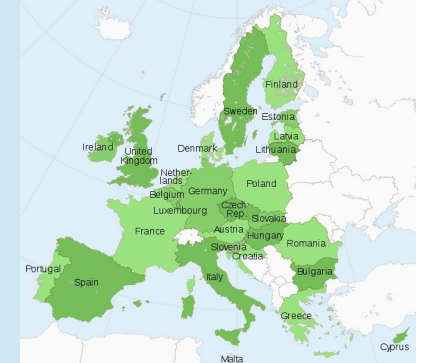 Finland
Sweden
Estonia
Latvia
Lithuania
Denmark
Ireland
United
Kingdom
Nether-
lands
Belgium
Germany
Poland
Luxembourg
Czech
Rep.
Slovakia
France
Austria
Hungary
Slovenia
Romania
Croatia
Portugal
Spain
Italy
Bulgaria
Greece
Malta
Cyprus